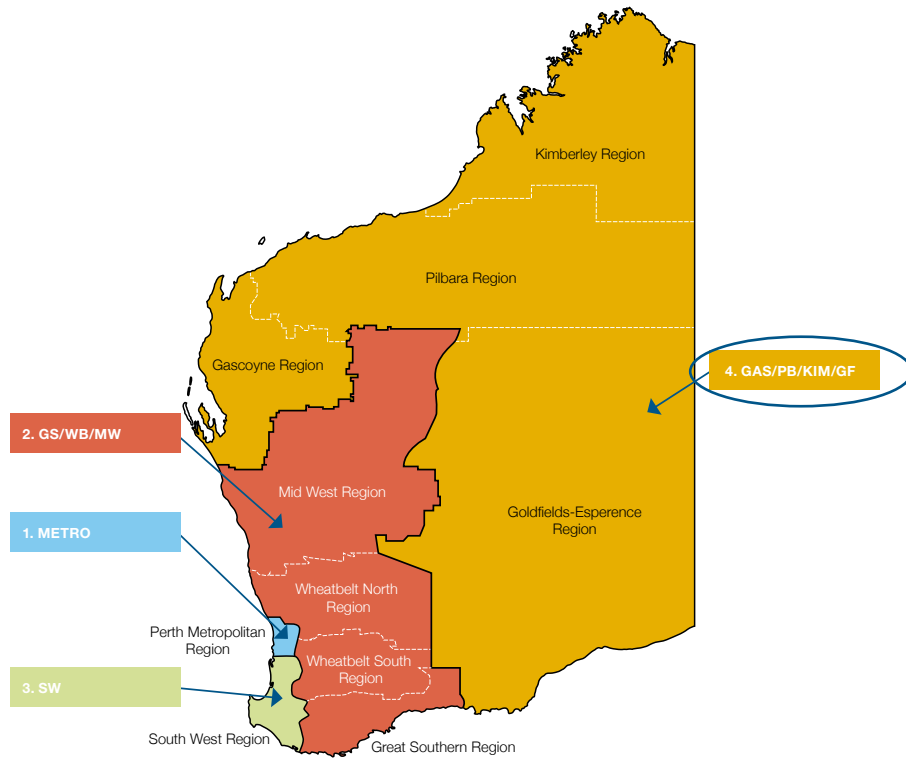 Kimberley Region
Pilbara Region
Gascoyne Region
4. GAS/PB/KIM/GF
2. GS/WB/MW
Mid West Region
Goldfields-Esperence
Region
1. METRO
Wheatbelt North
Region
Perth Metropolitan
Region
Wheatbelt South
Region
3. SW
South West Region
Great Southern Region